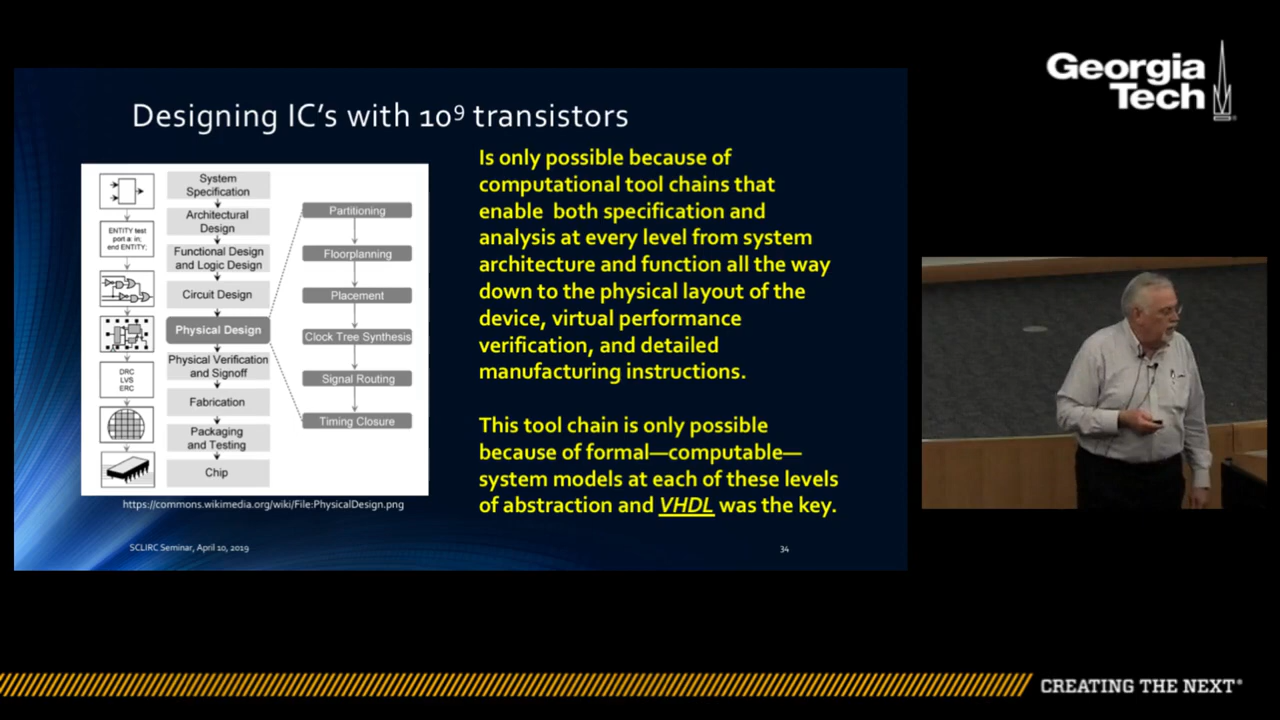 Georgia
Tech
Designing IC's with 10⁹ transistors
System
Specification
Architectural
Design
ENTITY test
port a: in;
end ENTITY;
Functional Design
and Logic Design
Circuit Design
Physical Design
Physical Verification
and Signoff
DRC
LVS
ERC
Fabrication
Packaging
and Testing
Chip
Partitioning
Floorplanning
Placement
Clock Tree Synthesis
Signal Routing
Timing Closure
https://commons.wikimedia.org/wiki/File:PhysicalDesign.png
Is only possible because of
computational tool chains that
enable both specification and
analysis at every level from system
architecture and function all the way
down to the physical layout of the
device, virtual performance
verification, and detailed
manufacturing instructions.
This tool chain is only possible
because of formal—computable—
system models at each of these levels
of abstraction and VHDL was the key.
SCLIRC Seminar, April 10, 2019
34
CREATING THE NEXT®